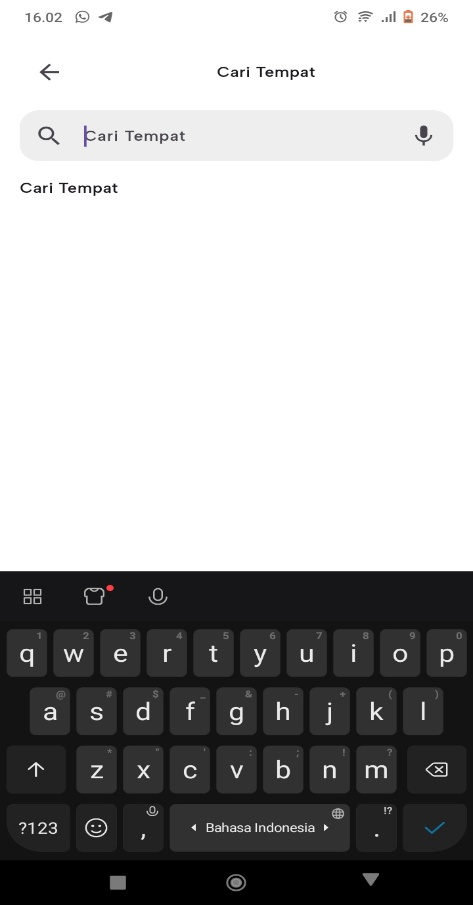 16.02 26%
Cari Tempat
Cari Tempat
Cari Tempat
1 2 3 4 5 6 7 8 9 0
q w e r t y u i o p
@ # $ _ & - + ( )
a s d f g h j k l
* " ' : ; ! ?
z x c v b n m
!?
?123 , Bahasa Indonesia .